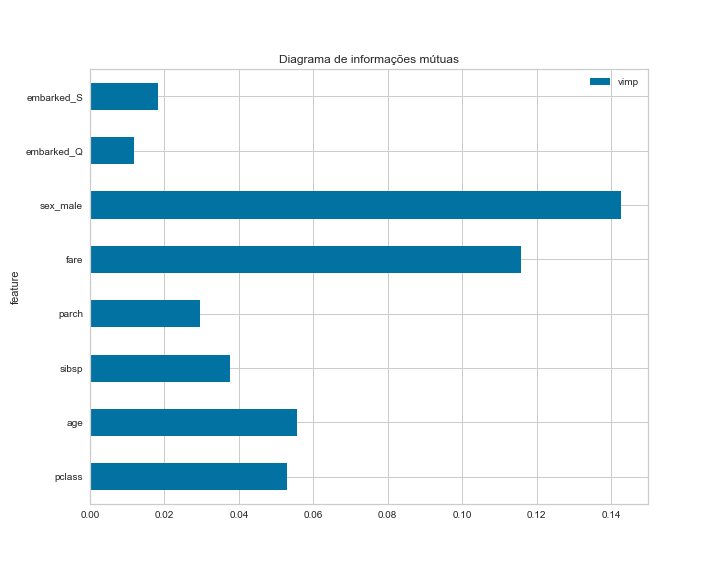 Diagrama de informações mútuas
vimp
embarked_S
embarked_Q
sex_male
fare
parch
sibsp
age
pclass
feature
0.00 0.02 0.04 0.06 0.08 0.10 0.12 0.14